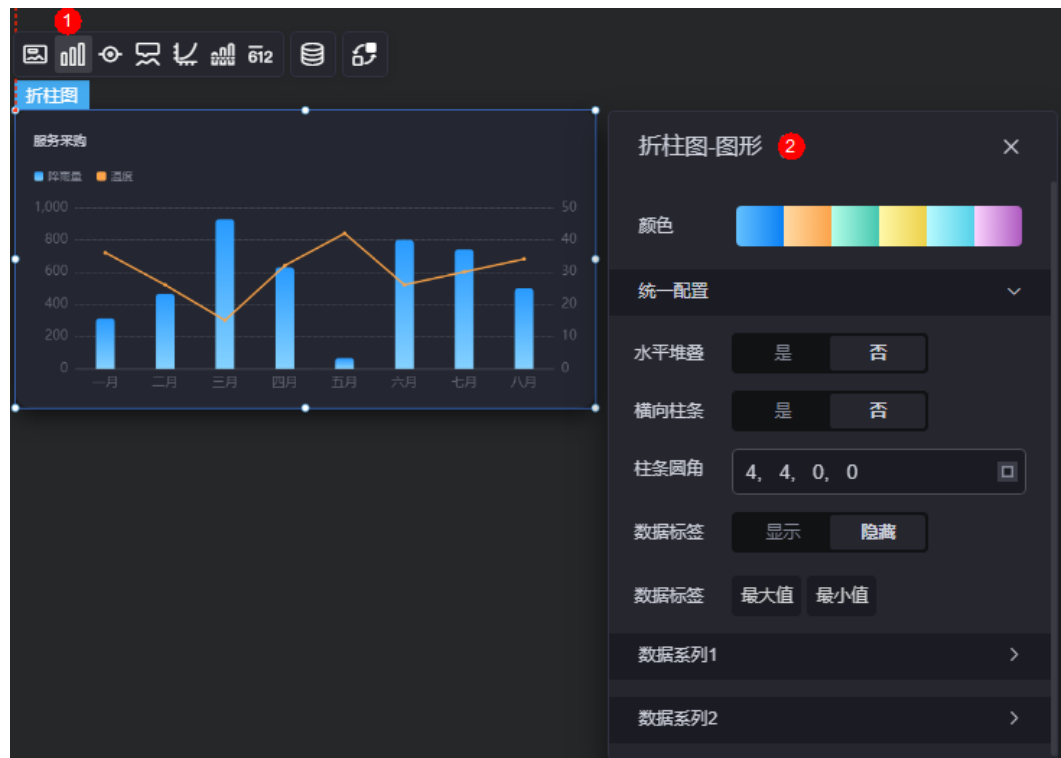 1
612
折柱图
服务采购
降雨量 温度
1,000 50
800 40
600 30
400 20
200 10
0 0
一月 二月 三月 四月 五月 六月 七月 八月
折柱图-图形 2
颜色
统一配置
水平堆叠 是 否
横向柱条 是 否
柱条圆角 4, 4, 0, 0
数据标签 显示 隐藏
数据标签 最大值 最小值
数据系列1
数据系列2